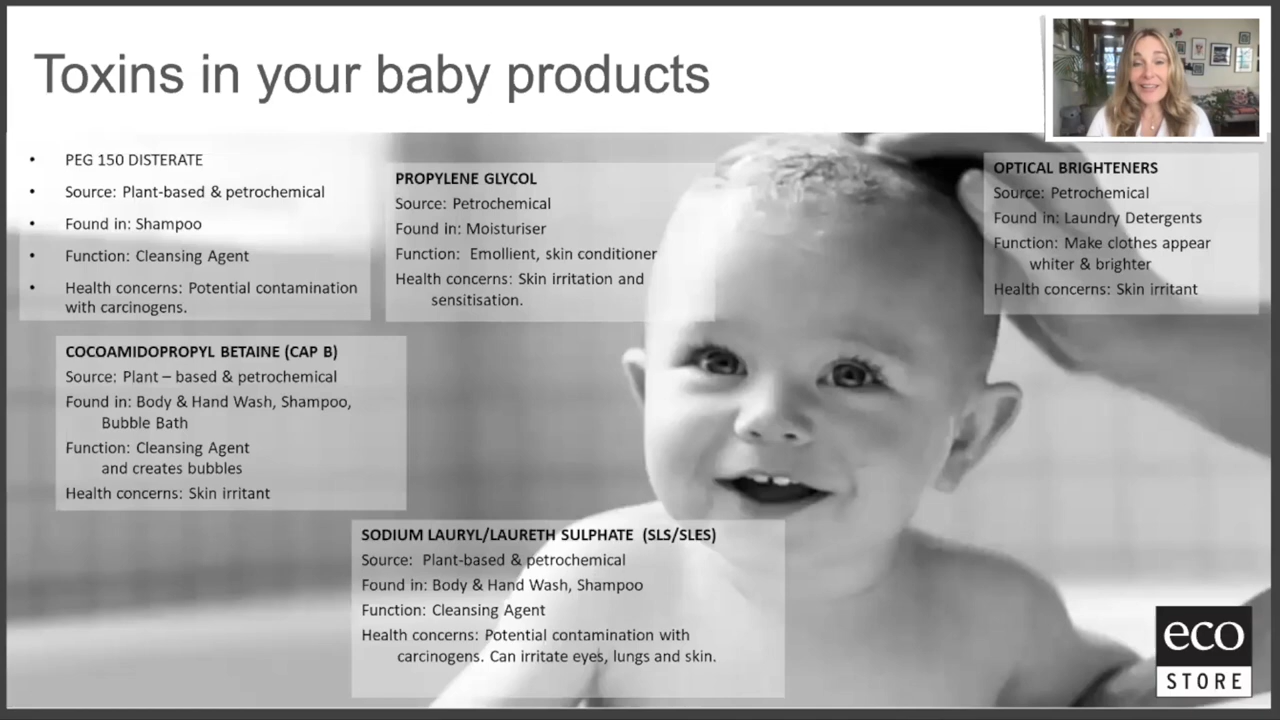 Toxins in your baby products
• PEG 150 DISTERATE
• Source: Plant-based & petrochemical
• Found in: Shampoo
• Function: Cleansing Agent
• Health concerns: Potential contamination
with carcinogens.
PROPYLENE GLYCOL
Source: Petrochemical
Found in: Moisturiser
Function: Emollient, skin conditioner
Health concerns: Skin irritation and
sensitisation.
OPTICAL BRIGHTENERS
Source: Petrochemical
Found in: Laundry Detergents
Function: Make clothes appear
whiter & brighter
Health concerns: Skin irritant
COCOAMIDOPROPYL BETAINE (CAP B)
Source: Plant – based & petrochemical
Found in: Body & Hand Wash, Shampoo,
Bubble Bath
Function: Cleansing Agent
and creates bubbles
Health concerns: Skin irritant
SODIUM LAURYL/LAURETH SULPHATE (SLS/SLES)
Source: Plant-based & petrochemical
Found in: Body & Hand Wash, Shampoo
Function: Cleansing Agent
Health concerns: Potential contamination with
carcinogens. Can irritate eyes, lungs and skin.
eco
STORE